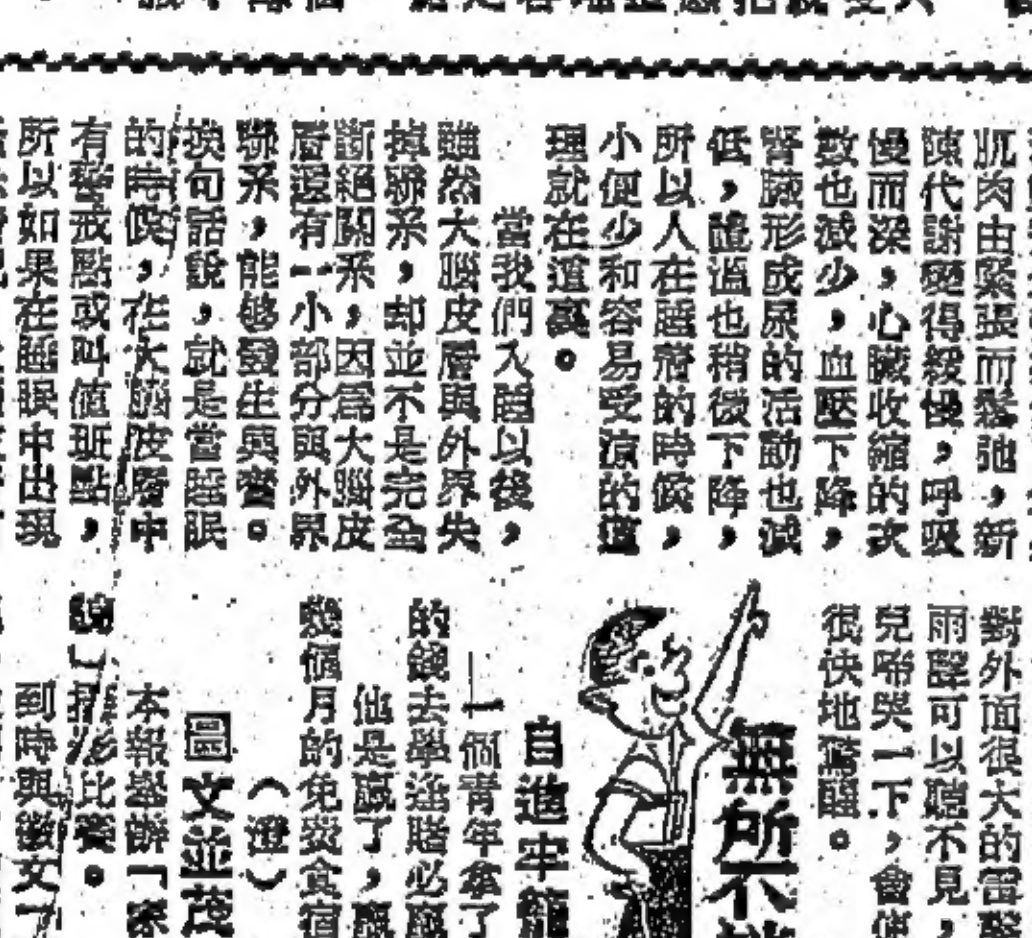 肌肉由緊張而鬆弛，新
陳代謝變得緩慢，呼吸
慢而深，心臟收縮的次
數也減少，血壓下降，
腎臟形成尿的活動也減
低，體溫也稍微下降，
所以人在睡着的時候，
小便少和容易受凉的道
理就在這裏。
當我們入睡以後，
雖然大腦皮層與外界失
掉聯系，却並不是完全
斷絕關系，因爲大腦皮
層還有一小部分與外界
聯系，能够發生興奮。
換句話說，就是當睡眠
的時候，在大腦皮層中
有警戒點或叫值班點，
所以如果在睡眠中出現
對外面很大的雷聲
雨聲可以聽不見，
兒啼哭一下，會使
很快地驚醒。
無所不
自造牢籠
一個青年拿了
的錢去學進賭必贏
他是贏了，贏
幾個月的免費食宿
（澄）
圖文並茂
本報舉辦「家
說」攝影比賽。
到時與徵文了